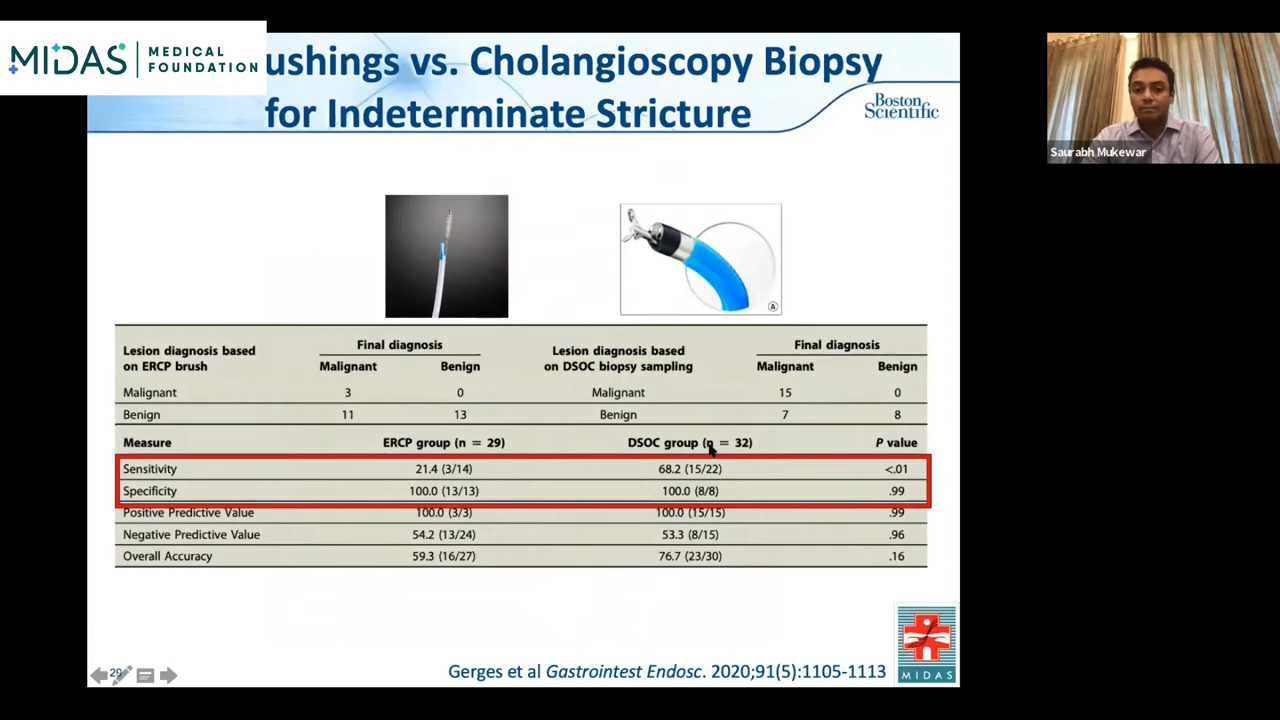 MIDAS MEDICAL FOUNDATION
ushings vs. Cholangioscopy Biopsy
for Indeterminate Stricture
Boston
Scientific
Saurabh Mukewar
A
Lesion diagnosis based on ERCP brush Final diagnosis Lesion diagnosis based on DSOC biopsy sampling Final diagnosis
Malignant Benign Malignant Benign
Malignant 3 0 Malignant 15 0
Benign 11 13 Benign 7 8
Measure ERCP group (n = 29) DSOC group (n = 32) P value
Sensitivity 21.4 (3/14) 68.2 (15/22) <.01
Specificity 100.0 (13/13) 100.0 (8/8) .99
Positive Predictive Value 100.0 (3/3) 100.0 (15/15) .99
Negative Predictive Value 54.2 (13/24) 53.3 (8/15) .96
Overall Accuracy 59.3 (16/27) 76.7 (23/30) .16
29
Gerges et al Gastrointest Endosc. 2020;91(5):1105-1113
MIDAS